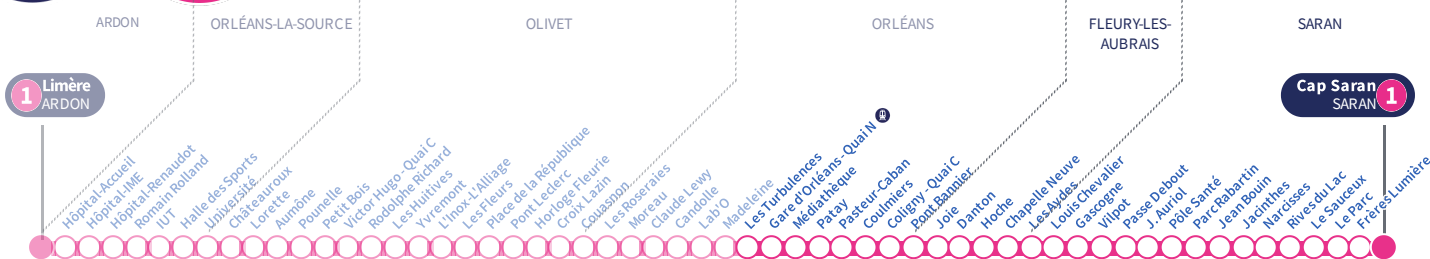 ARDON
ORLÉANS-LA-SOURCE
OLIVET
ORLÉANS
FLEURY-LES-
AUBRAIS
SARAN
1
Limère
ARDON
Cap Saran
SARAN
1
Hôpital-Accueil
Hôpital-IME
Hôpital-Renaudot
Romain Rolland
IUT
Halle des Sports
Université
Châteauroux
Lorette
Aumône
Pounelle
Petit Bois
Victor Hugo - Quai C
Rodolphe Richard
Les Huitives
Yvremont
L'Inox-L'Alliage
Les Fleurs
Place de la République
Pont Leclerc
Horloge Fleurie
Croix Lazin
Couasnon
Les Roseraies
Moreau
Claude Lewy
Candolle
Lab'O
Madeleine
Les Turbulences
Gare d'Orléans - Quai N
Médiathèque
Patay
Pasteur-Caban
Coulmiers
Coligny - Quai C
Pont Bannier
Joie
Danton
Hoche
Chapelle Neuve
Les Aydes
Louis Chevalier
Gascogne
Vilpot
Passe Debout
J. Auriol
Pôle Santé
Parc Rabartin
Jean Bouin
Jacinthes
Narcisses
Rives du Lac
Le Sauceux
Le Parc
Frères Lumière